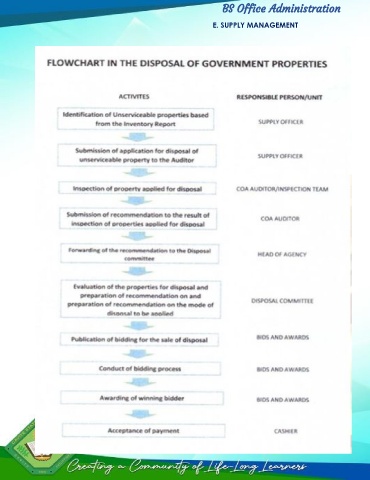 BS Office Administration
E. SUPPLY MANAGEMENT
FLOWCHART IN THE DISPOSAL OF GOVERNMENT PROPERTIES
ACTIVITES RESPONSIBLE PERSON/UNIT
Identification of Unserviceable properties based
from the Inventory Report
SUPPLY OFFICER
Submission of application for disposal of
unserviceable property to the Auditor
SUPPLY OFFICER
Inspection of property applied for disposal COA AUDITOR/INSPECTION TEAM
Submission of recommendation to the result of
inspection of properties applied for disposal
COA AUDITOR
Forwarding of the recommendation to the Disposal
committee
HEAD OF AGENCY
Evaluation of the properties for disposal and
preparation of recommendation on and
preparation of recommendation on the mode of
disposal to be applied
DISPOSAL COMMITTEE
Publication of bidding for the sale of disposal BIDS AND AWARDS
Conduct of bidding process BIDS AND AWARDS
Awarding of winning bidder BIDS AND AWARDS
Acceptance of payment CASHIER
Creating a Community of Life-Long Learners